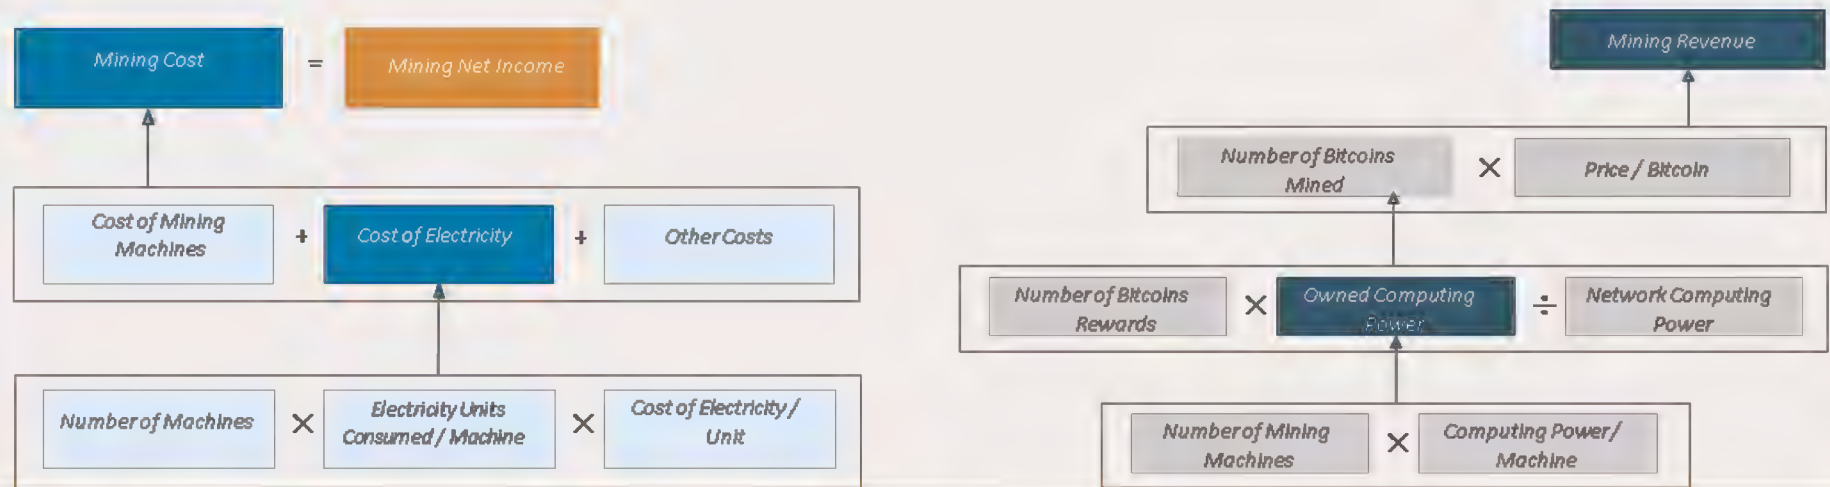 Mining Cost
=
Mining Net Income
Cost of Mining
Machines
+
Cost of Electricity
+
Other Costs
Number of Machines
×
Electricity Units
Consumed / Machine
×
Cost of Electricity /
Unit
Mining Revenue
Number of Bitcoins
Mined
×
Price / Bitcoin
Number of Bitcoins
Rewards
×
Owned Computing
Power
÷
Network Computing
Power
Number of Mining
Machines
×
Computing Power/
Machine